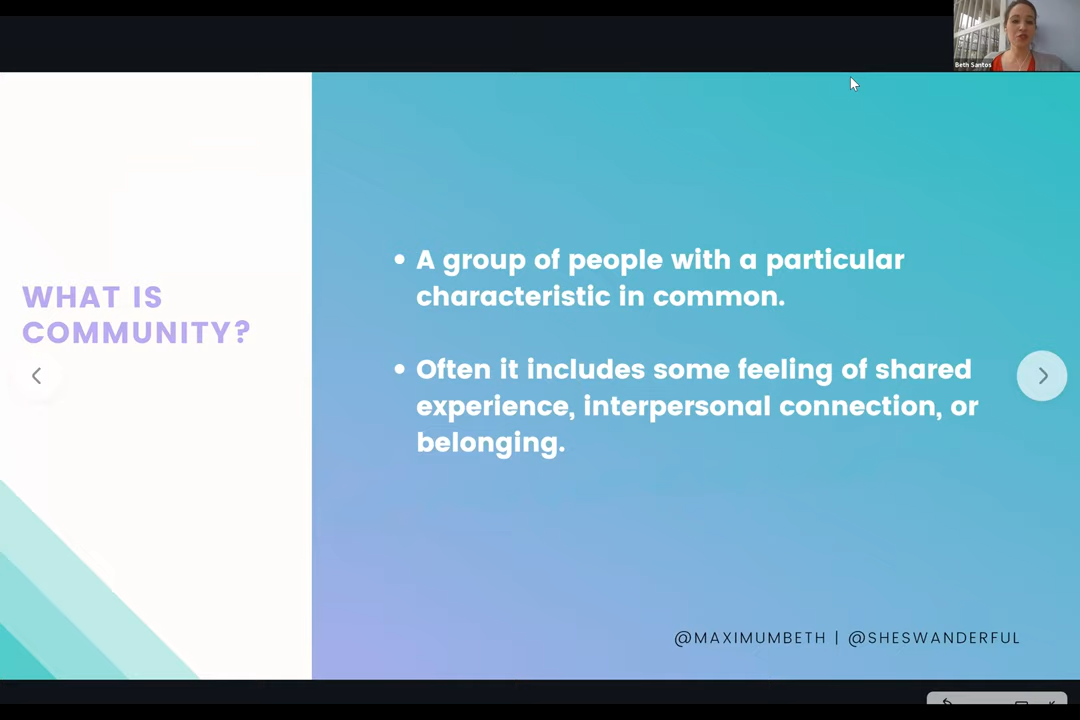 Beth Santos
WHAT IS
COMMUNITY?
• A group of people with a particular
characteristic in common.
• Often it includes some feeling of shared
experience, interpersonal connection, or
belonging.
@MAXIMUMBETH | @SHESWANDERFUL